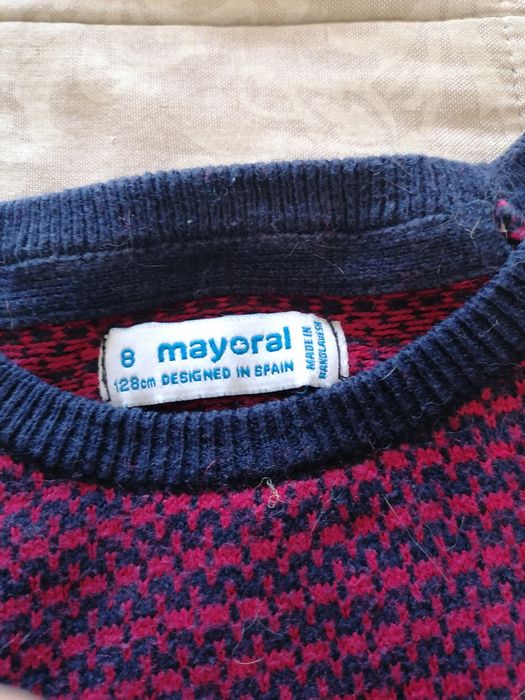 8 mayoral
128cm DESIGNED IN SPAIN
MADE IN
BANGLADESH